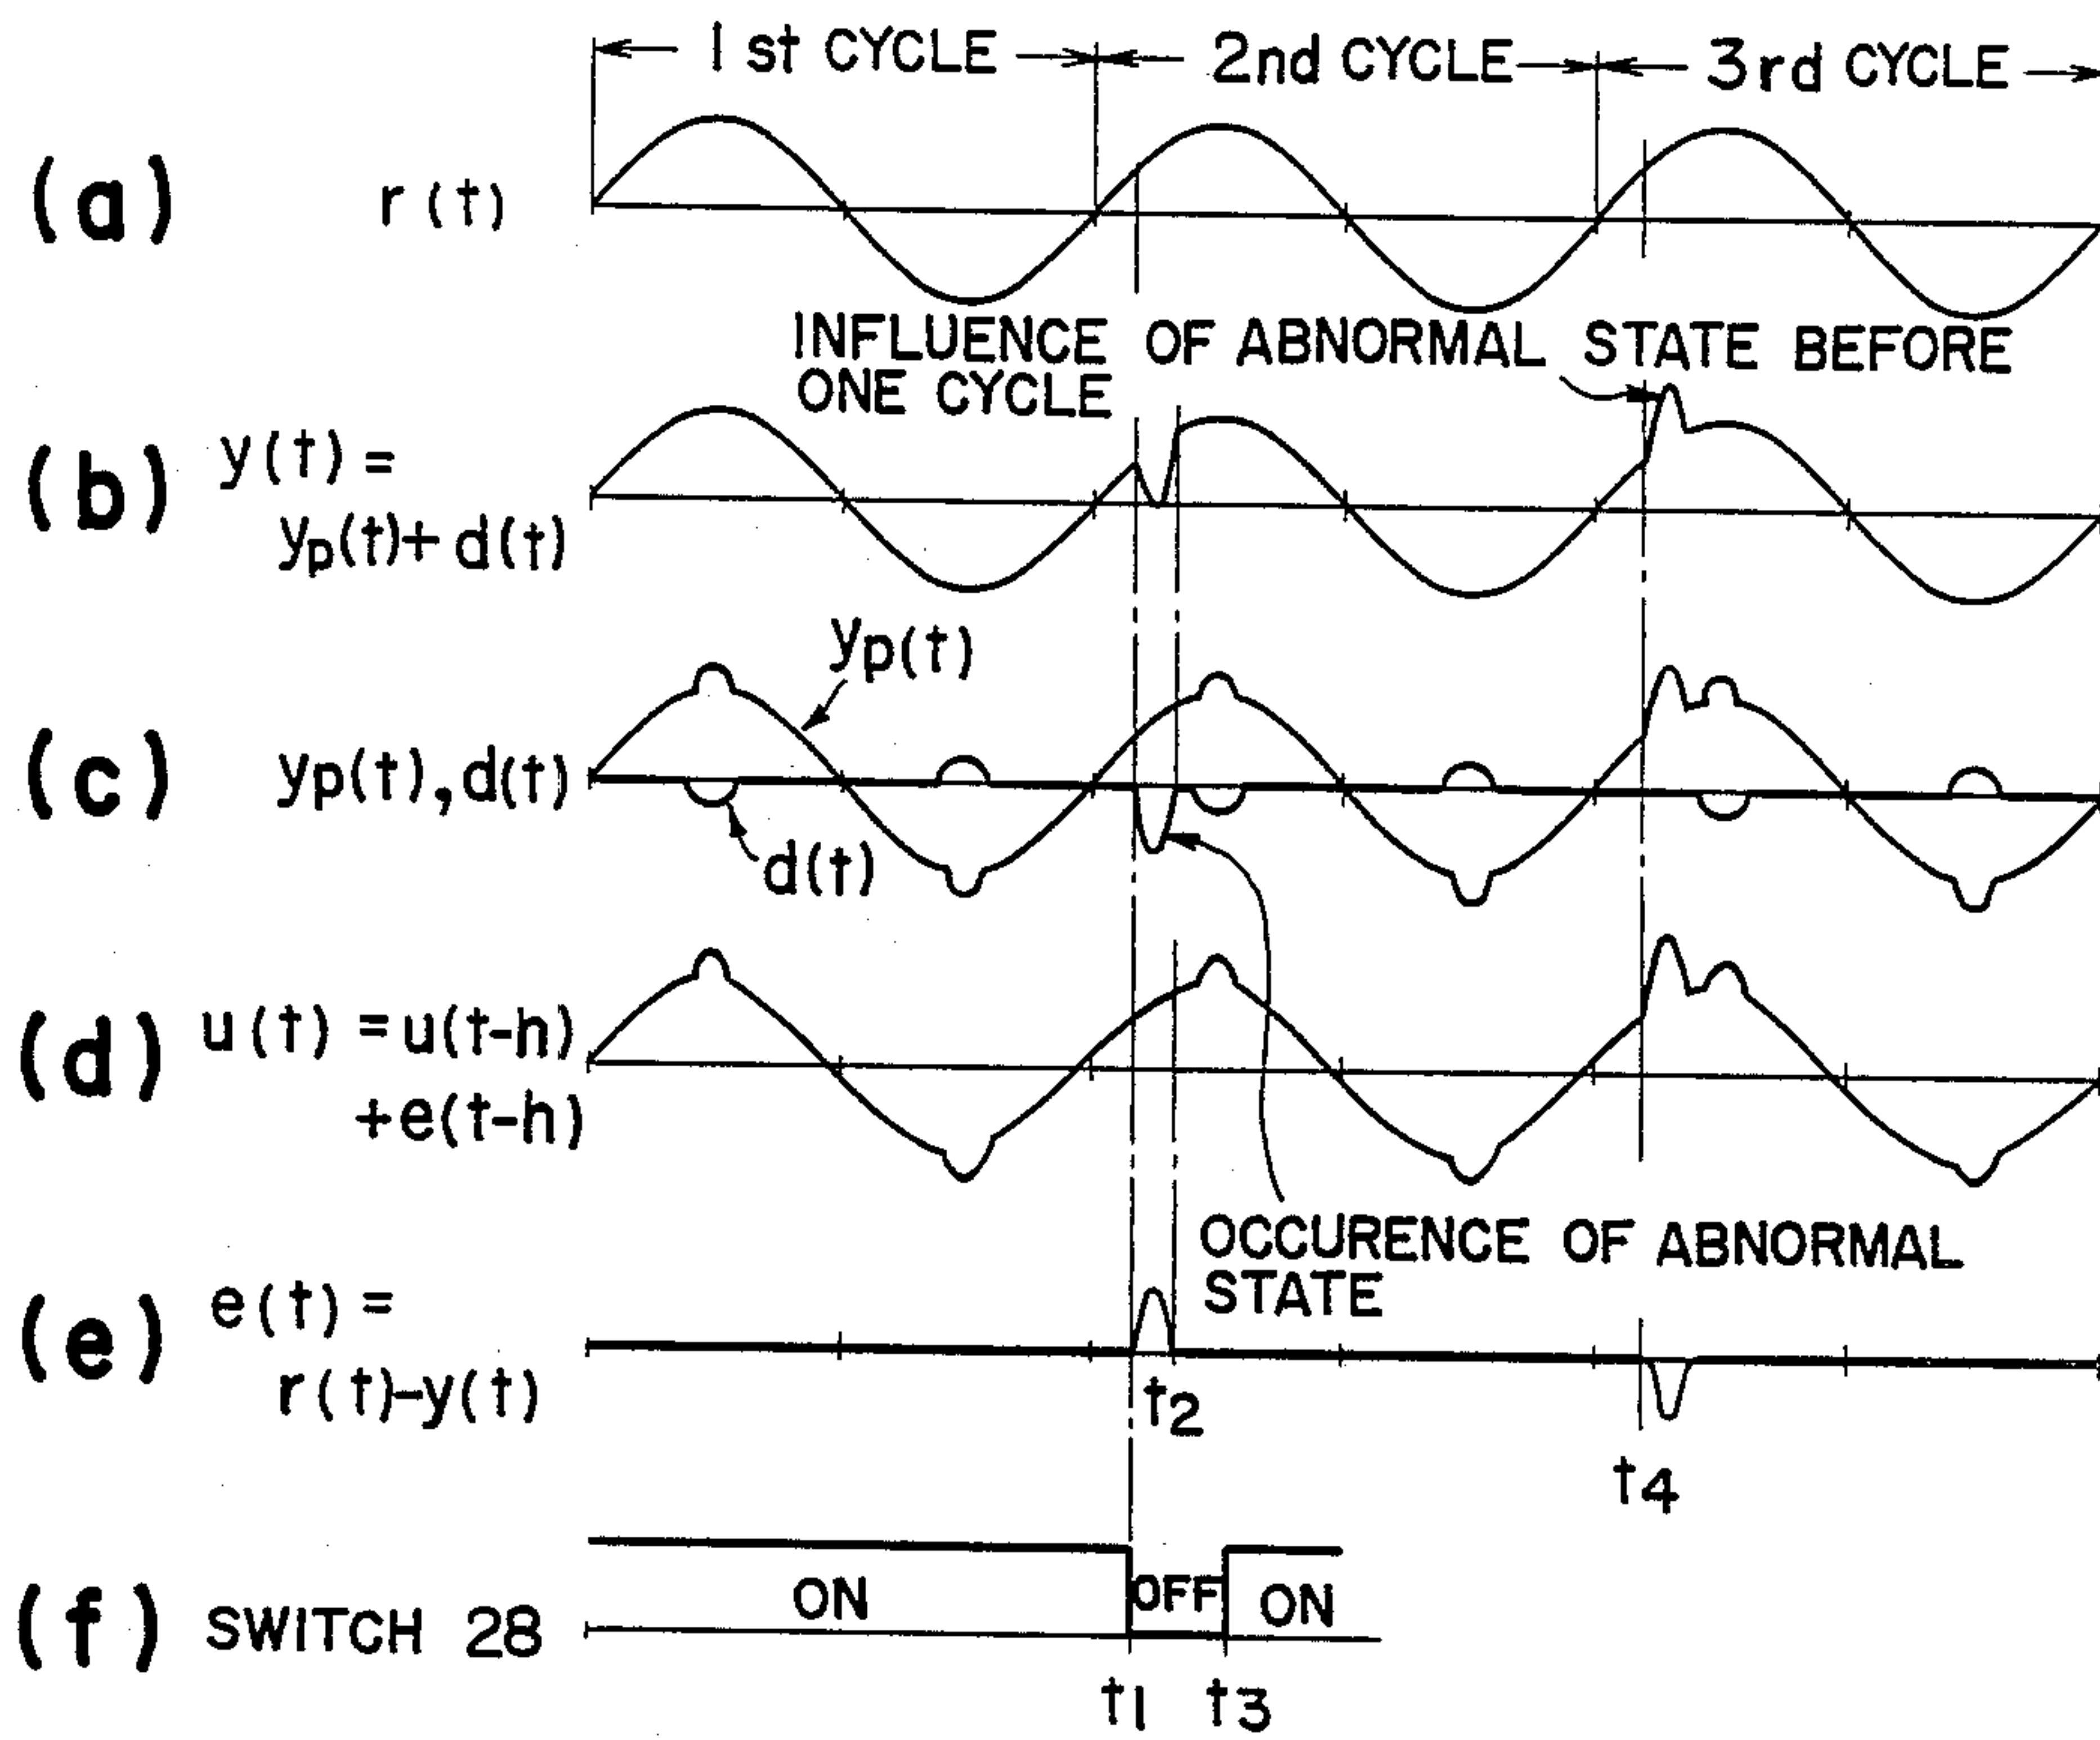 1st CYCLE 2nd CYCLE 3rd CYCLE
(a) r(t)
INFLUENCE OF ABNORMAL STATE BEFORE
ONE CYCLE
(b) y(t) =
yp(t)+d(t)
yp(t)
(c) yp(t),d(t)
d(t)
(d) u(t) =u(t-h)
+e(t-h)
OCCURENCE OF ABNORMAL
STATE
(e) e(t) =
r(t)-y(t)
t2
t4
(f) SWITCH 28
ON OFF ON
t1 t3